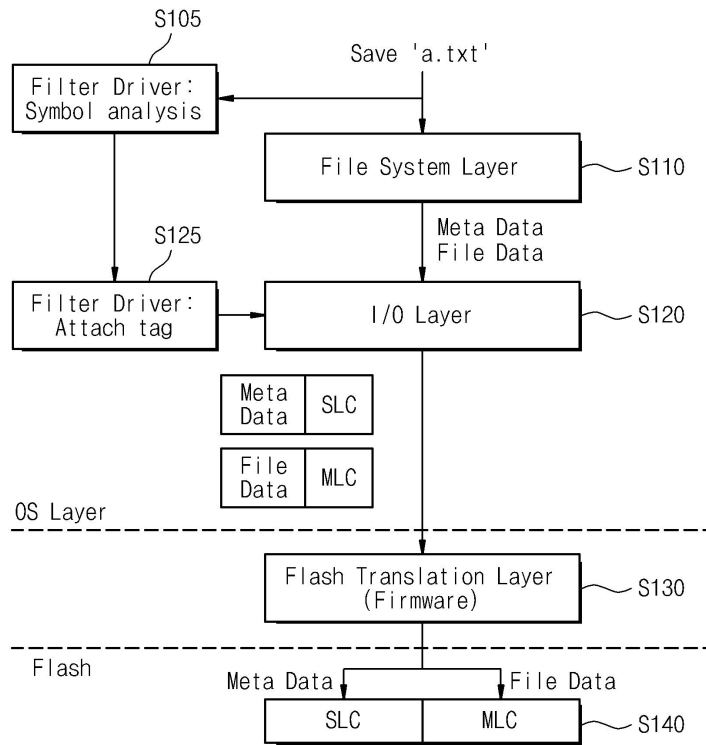 S105
Save 'a.txt'
Filter Driver:
Symbol analysis
File System Layer
S110
Meta Data
File Data
S125
Filter Driver:
Attach tag
I/O Layer
S120
Meta
Data
SLC
File
Data
MLC
OS Layer
Flash Translation Layer
(Firmware)
S130
Flash
Meta Data
File Data
SLC
MLC
S140